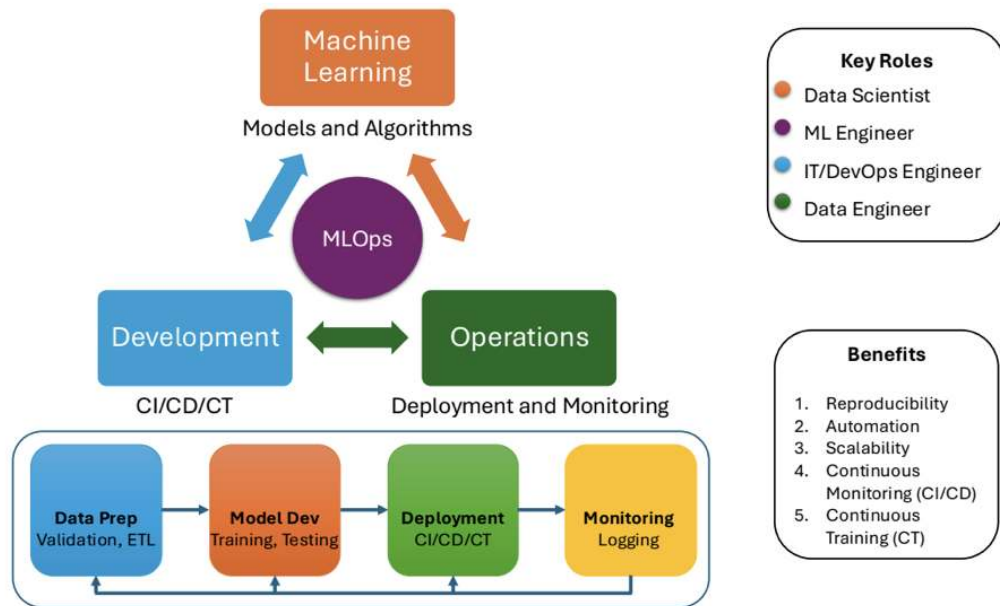 Machine
Learning
Models and Algorithms
MLOps
Development
Operations
CI/CD/CT
Deployment and Monitoring
Data Prep
Validation, ETL
Model Dev
Training, Testing
Deployment
CI/CD/CT
Monitoring
Logging
Key Roles
Data Scientist
ML Engineer
IT/DevOps Engineer
Data Engineer
Benefits
1. Reproducibility
2. Automation
3. Scalability
4. Continuous
Monitoring (CI/CD)
5. Continuous
Training (CT)